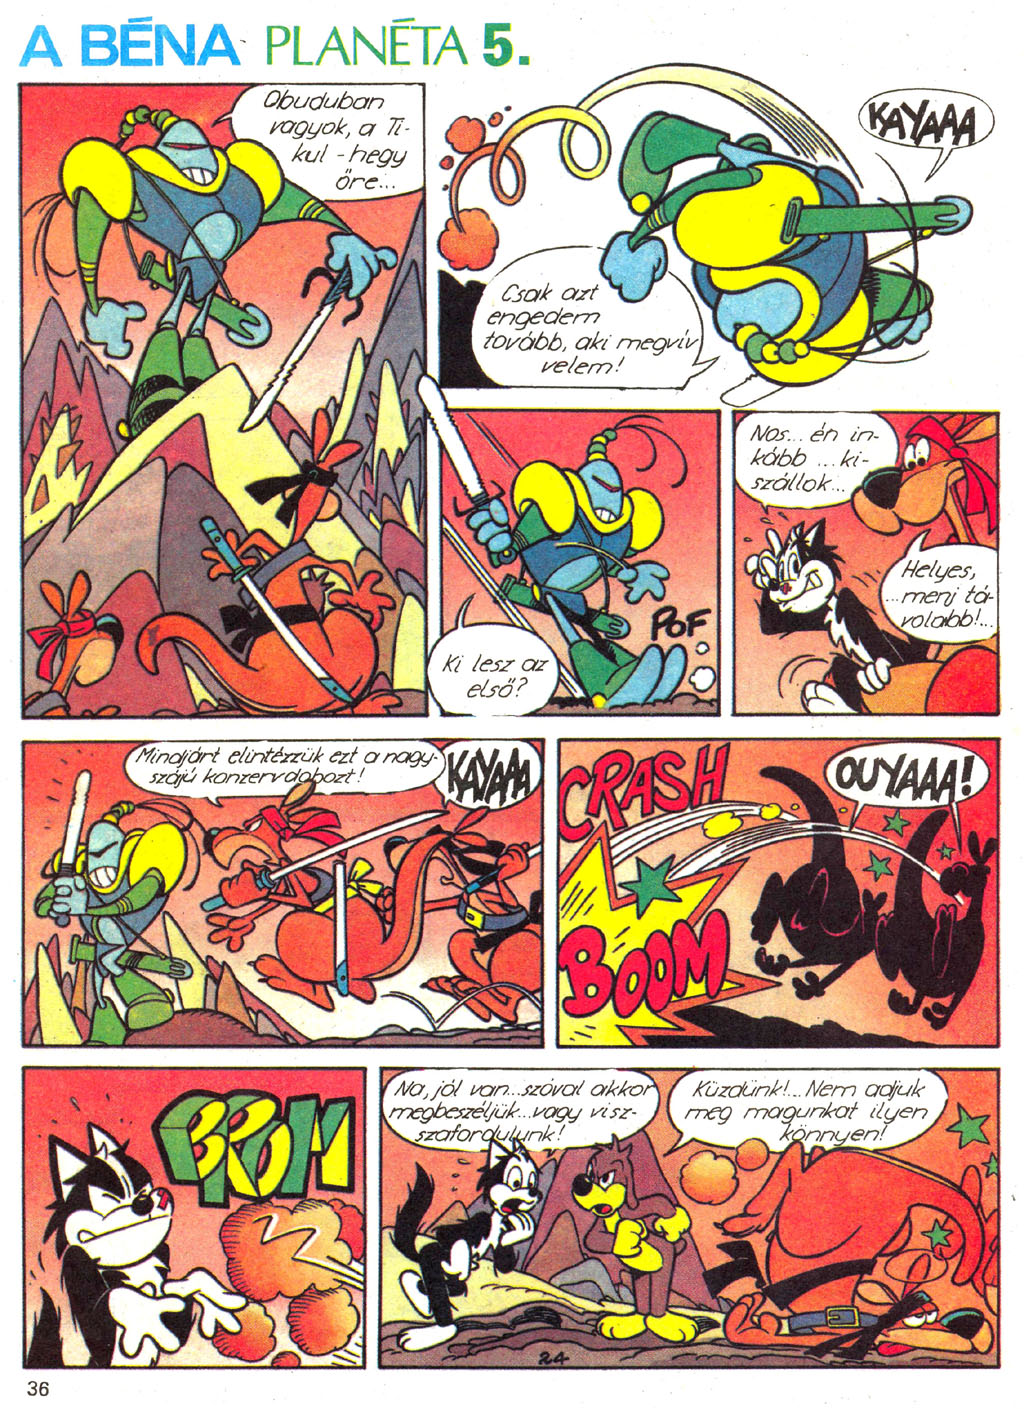 A BÉNA PLANÉTA 5.
Obuduban
vagyok, a Ti-
kul - hegy
őre...
KAYAAA
Csak azt
engedem
tovább, aki megvív
velem!
Ki lesz az
első?
POF
Nos... én in-
kább ... ki-
szállok...
Helyes,
...menj tá-
volabb!...
Mindjárt elintézzük ezt a nagy-
szájú konzervdobozt!
KAYAAA
CRASH
BOOM
OUYAAA!
BROM
Na, jól van...szóval akkor
megbeszéljük...vagy visz-
szafordulunk!
Küzdünk!... Nem adjuk
meg magunkat ilyen
könnyen!
24
36